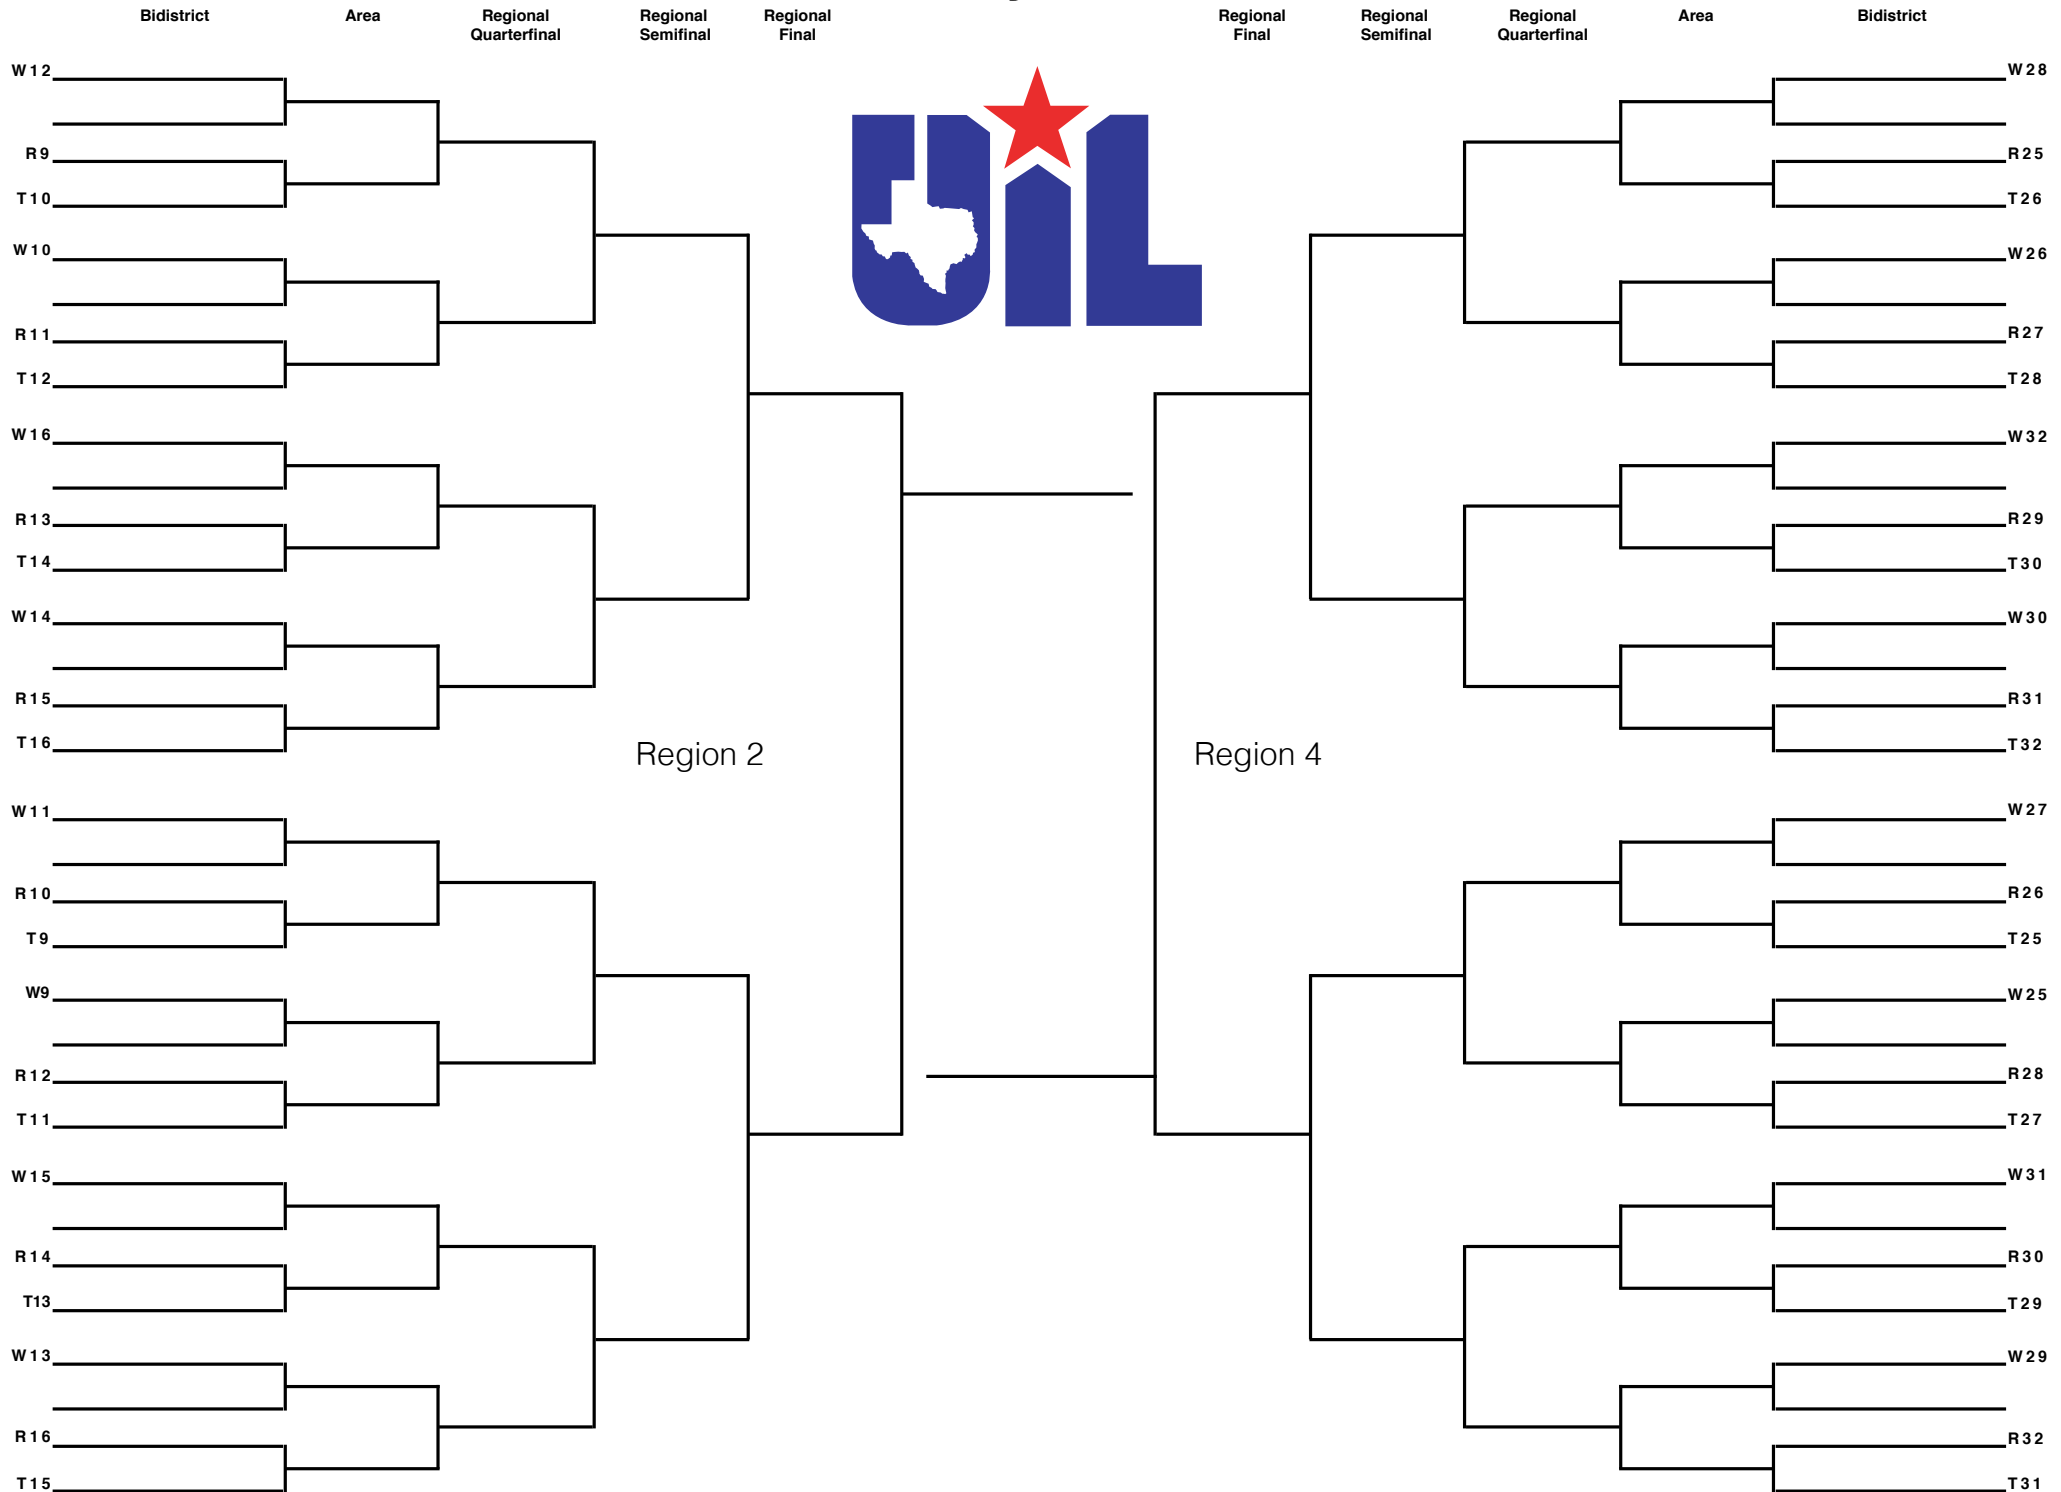 Bidistrict Area Regional Regional Regional Regional Regional Regional Area Bidistrict
Quarterfinal Semifinal Final Final Semifinal Quarterfinal
W12 W28
R9 R25
T10 T26
W10 W26
R11 R27
T12 T28
W16 W32
R13 R29
T14 T30
W14 W30
R15 R31
T16 T32
UIL
Region 2 Region 4
W11 W27
R10 R26
T9 T25
W9 W25
R12 R28
T11 T27
W15 W31
R14 R30
T13 T29
W13 W29
R16 R32
T15 T31